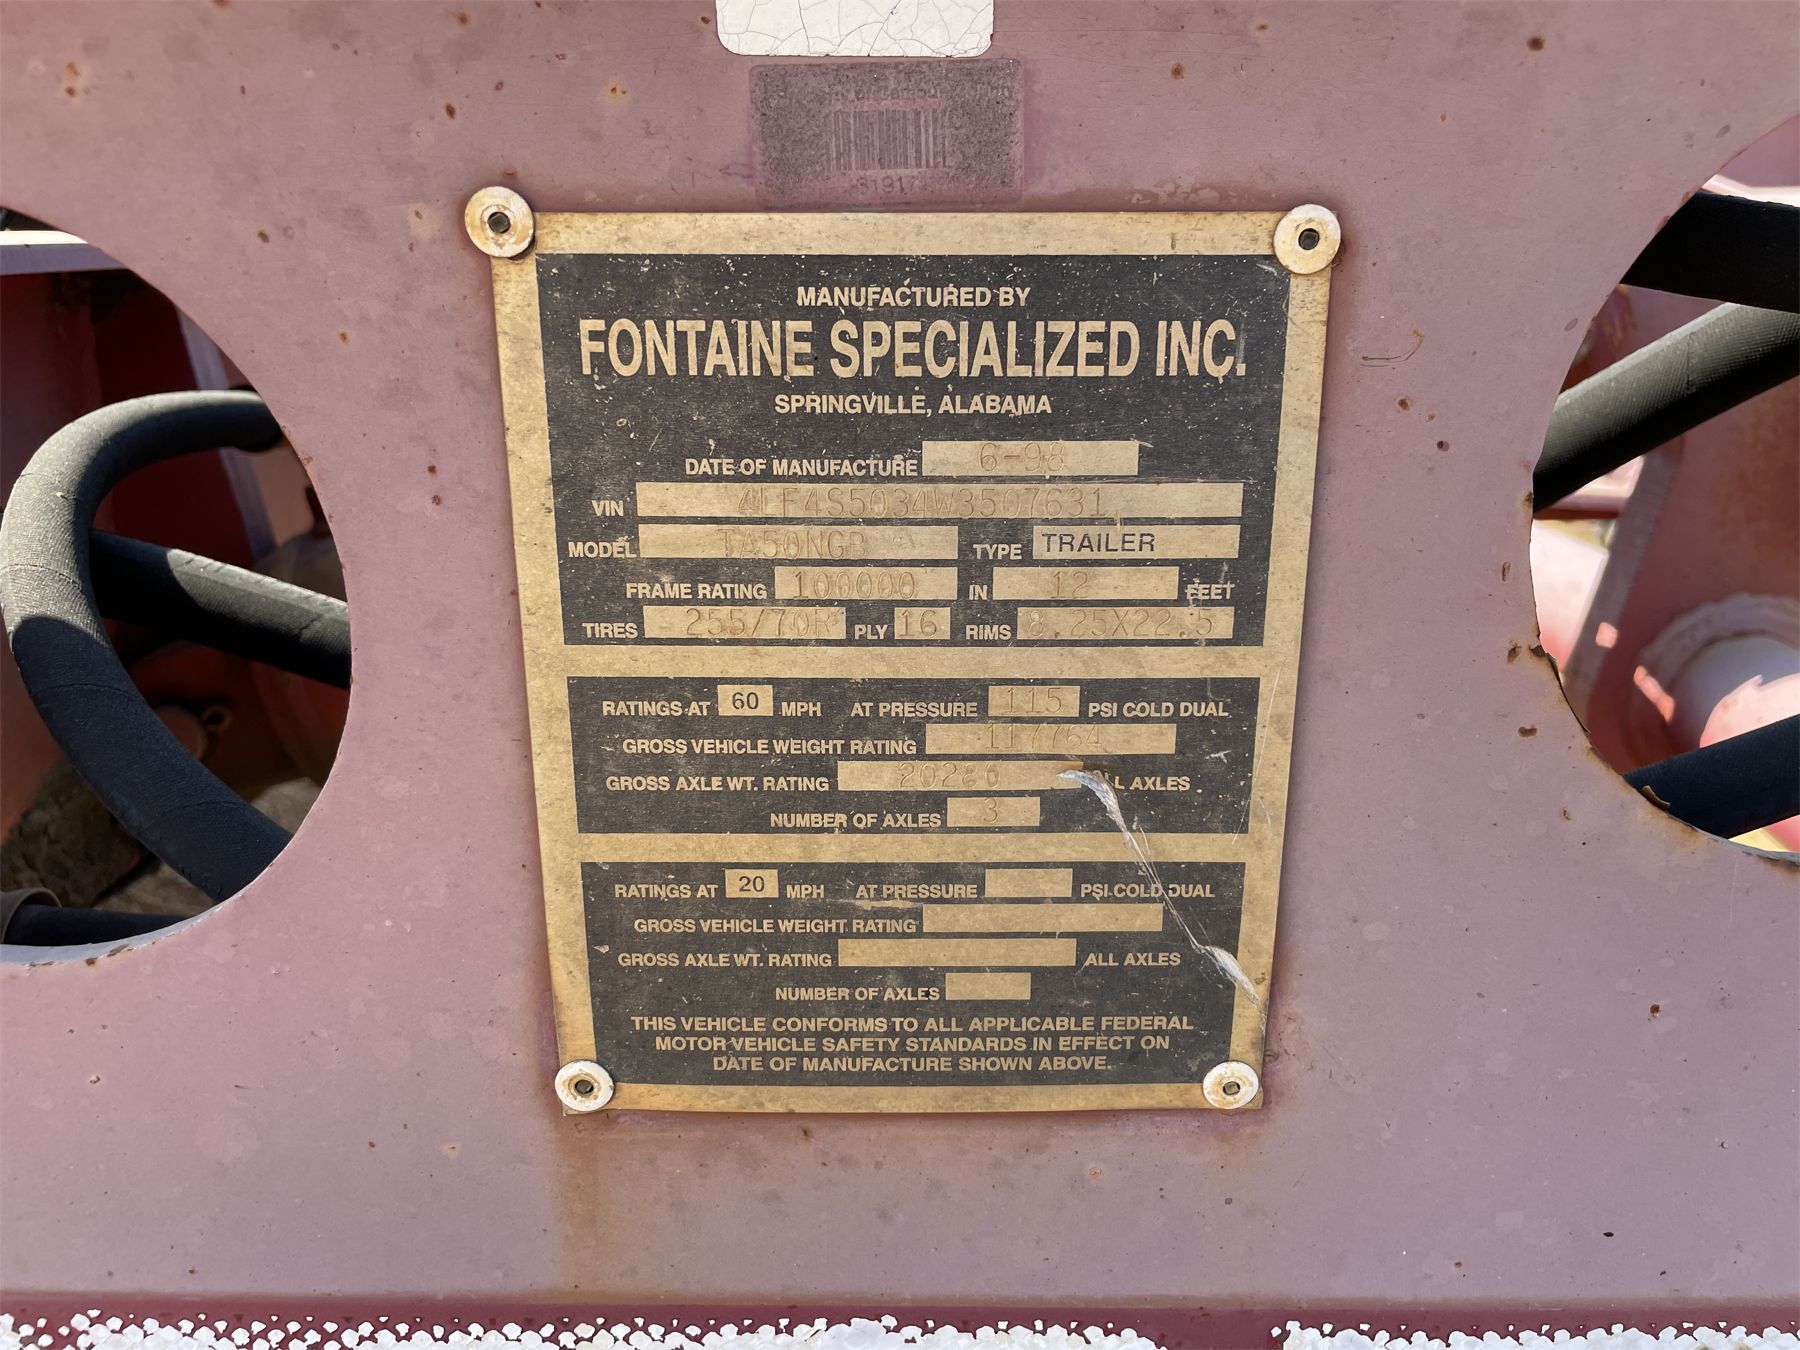 MANUFACTURED BY
FONTAINE SPECIALIZED INC.
SPRINGVILLE, ALABAMA
DATE OF MANUFACTURE 6-98
VIN 4LF4S5034W3507631
MODEL TA50NGB TYPE TRAILER
FRAME RATING 100000 IN 12 FEET
TIRES 255/70R PLY 16 RIMS 8.25X22.5
RATINGS AT 60 MPH AT PRESSURE 115 PSI COLD DUAL
GROSS VEHICLE WEIGHT RATING 117764
GROSS AXLE WT. RATING 20280 ALL AXLES
NUMBER OF AXLES 3
RATINGS AT 20 MPH AT PRESSURE PSI COLD DUAL
GROSS VEHICLE WEIGHT RATING
GROSS AXLE WT. RATING ALL AXLES
NUMBER OF AXLES
THIS VEHICLE CONFORMS TO ALL APPLICABLE FEDERAL
MOTOR VEHICLE SAFETY STANDARDS IN EFFECT ON
DATE OF MANUFACTURE SHOWN ABOVE.